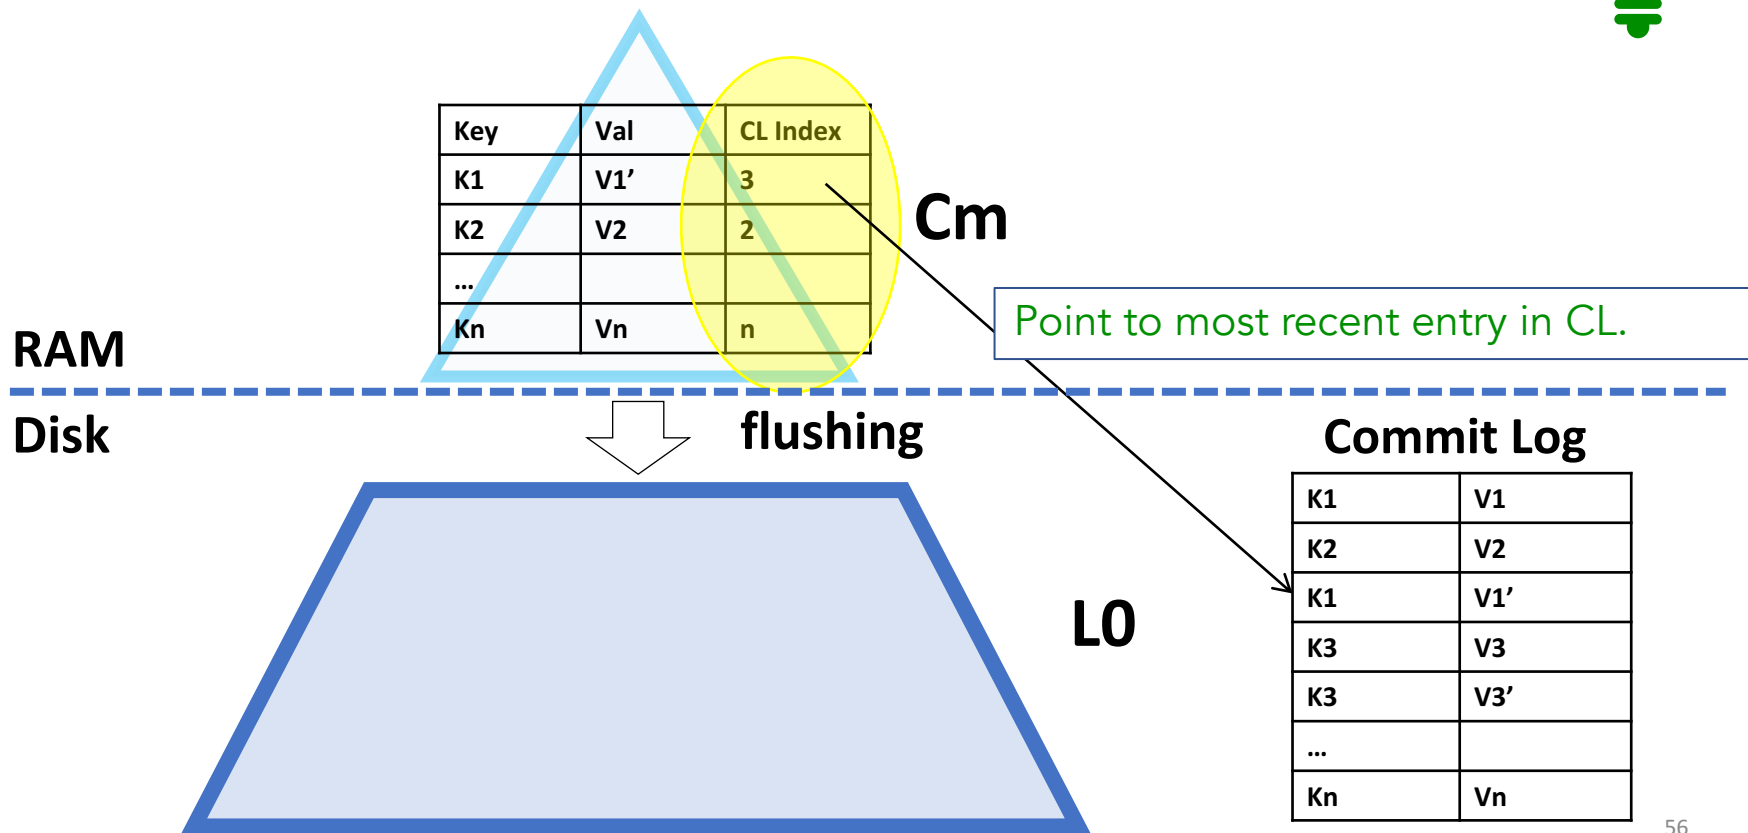 Key Val CL Index
K1 V1’ 3
K2 V2 2
...
Kn Vn n
Cm
Point to most recent entry in CL.
RAM
Disk
flushing
Commit Log
K1 V1
K2 V2
K1 V1’
K3 V3
K3 V3’
...
Kn Vn
L0
56